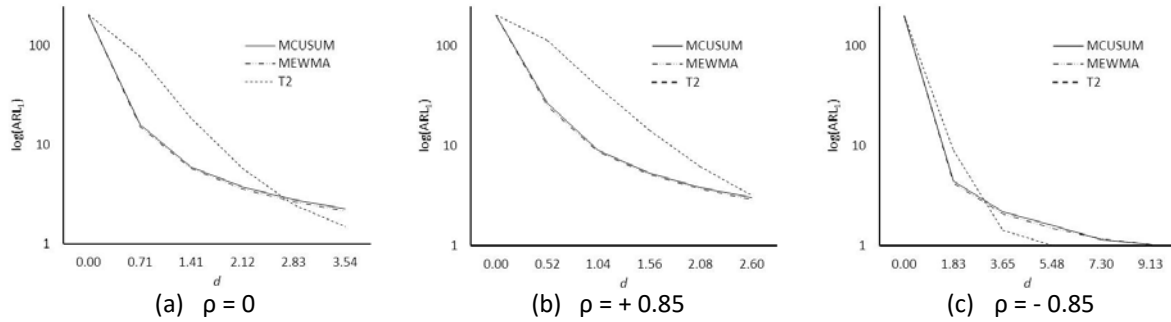 100
10
1
log(ARL₁)
MCUSUM
MEWMA
T2
0.00 0.71 1.41 2.12 2.83 3.54
d
(a) ρ = 0
100
10
1
log(ARL₁)
MCUSUM
MEWMA
T2
0.00 0.52 1.04 1.56 2.08 2.60
d
(b) ρ = + 0.85
100
10
1
log(ARL₁)
MCUSUM
MEWMA
T2
0.00 1.83 3.65 5.48 7.30 9.13
d
(c) ρ = - 0.85